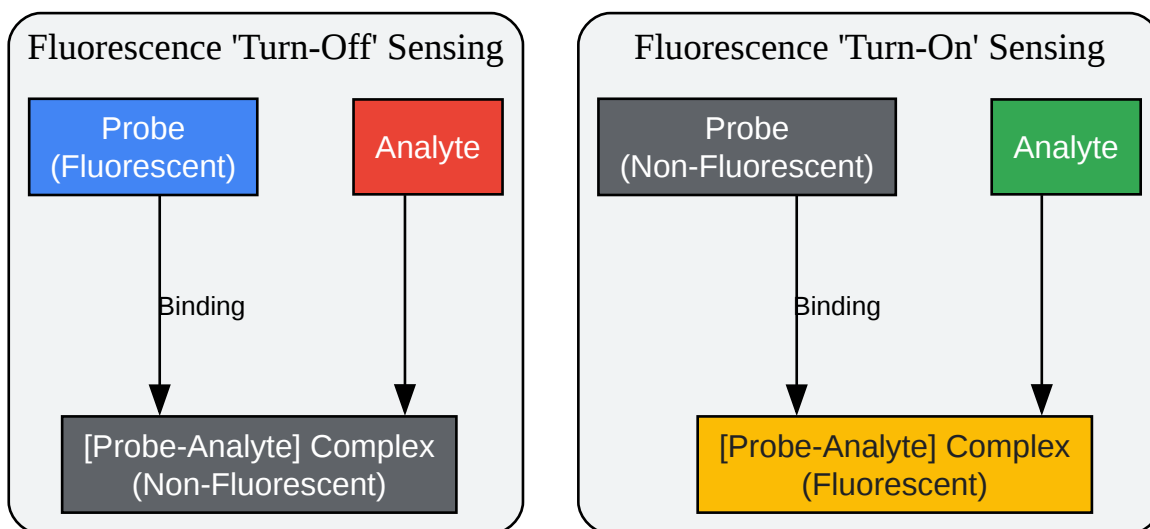 Fluorescence 'Turn-Off' Sensing
Probe
(Fluorescent)
Analyte
Binding
[Probe-Analyte] Complex
(Non-Fluorescent)
Fluorescence 'Turn-On' Sensing
Probe
(Non-Fluorescent)
Analyte
Binding
[Probe-Analyte] Complex
(Fluorescent)